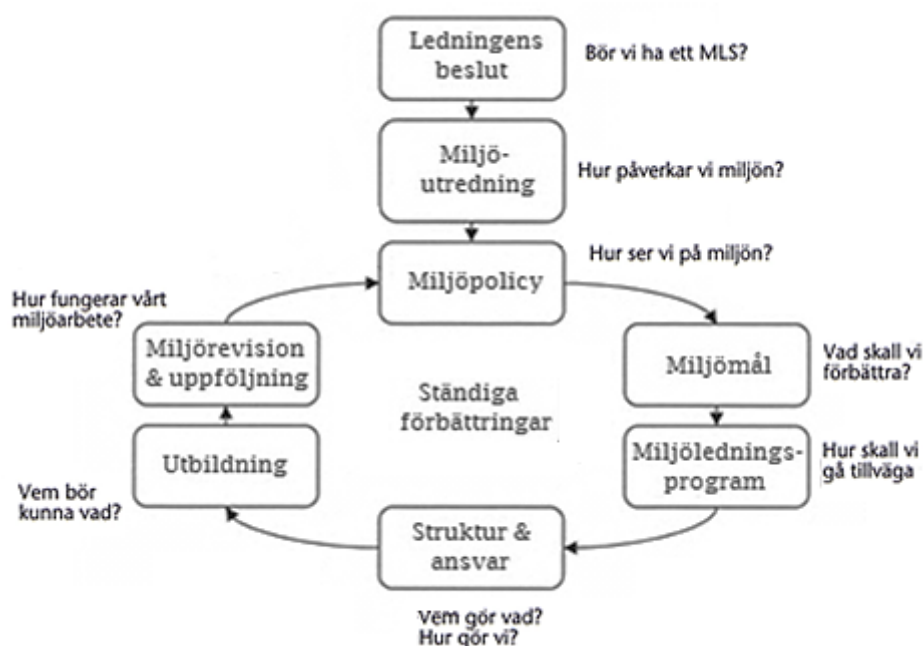 Ledningens
beslut
Bör vi ha ett MLS?
Miljö-
utredning
Hur påverkar vi miljön?
Miljöpolicy
Hur ser vi på miljön?
Miljömål
Vad skall vi
förbättra?
Miljölednings-
program
Hur skall vi
gå tillväga
Struktur &
ansvar
Vem gör vad?
Hur gör vi?
Utbildning
Vem bör
kunna vad?
Miljörevision
& uppföljning
Hur fungerar vårt
miljöarbete?
Ständiga
förbättringar